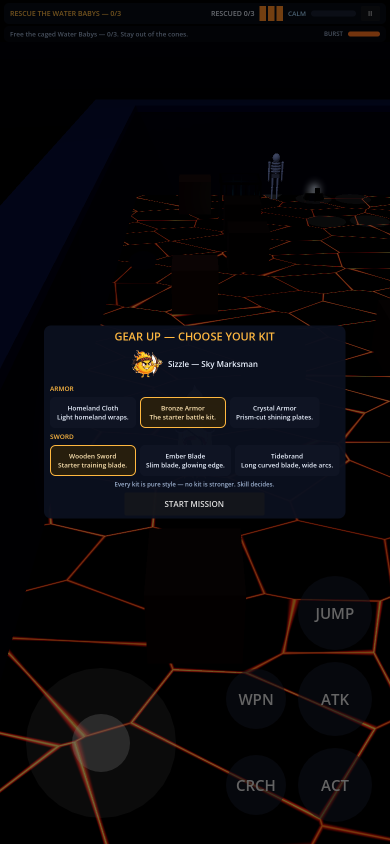 RESCUE THE WATER BABYS — 0/3
RESCUED 0/3
CALM
II
Free the caged Water Babys — 0/3. Stay out of the cones.
BURST
GEAR UP — CHOOSE YOUR KIT
Sizzle — Sky Marksman
ARMOR
Homeland Cloth
Light homeland wraps.
Bronze Armor
The starter battle kit.
Crystal Armor
Prism-cut shining plates.
SWORD
Wooden Sword
Starter training blade.
Ember Blade
Slim blade, glowing edge.
Tidebrand
Long curved blade, wide arcs.
Every kit is pure style — no kit is stronger. Skill decides.
START MISSION
JUMP
WPN
ATK
CRCH
ACT